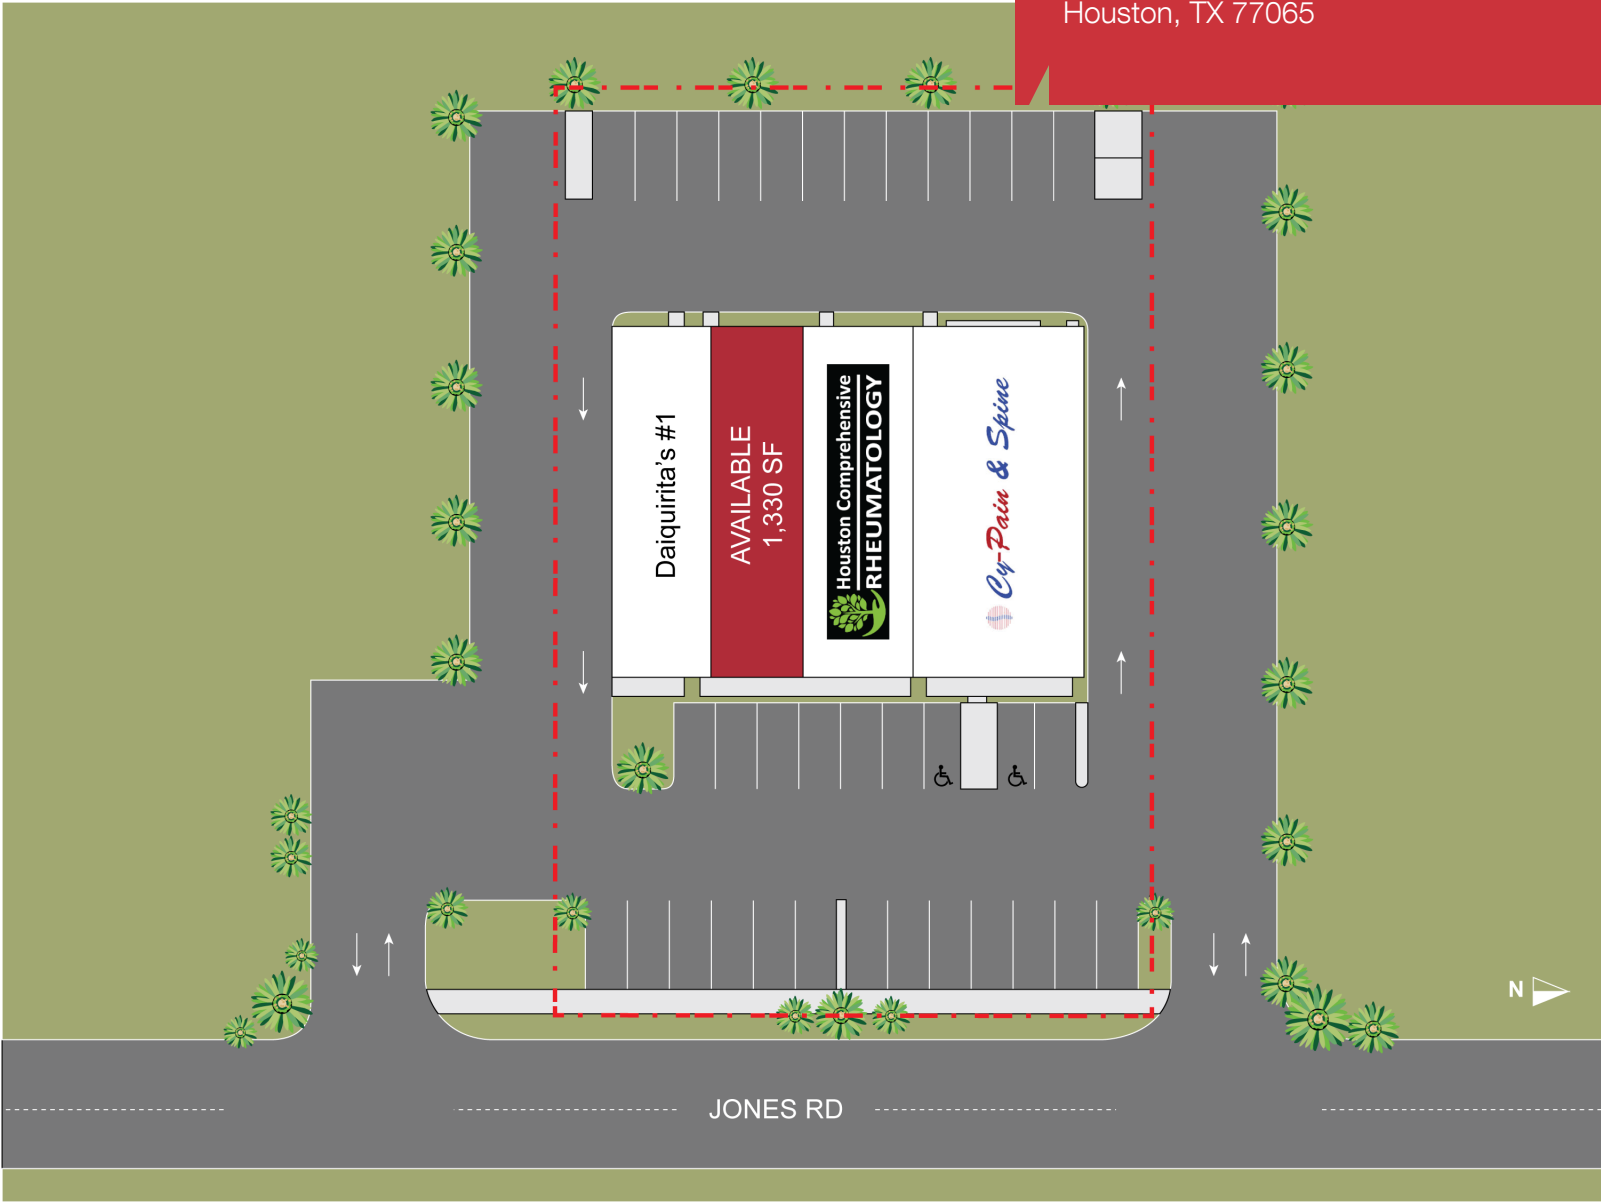 Houston, TX 77065
Daiquirita's #1
AVAILABLE
1,330 SF
Houston Comprehensive
RHEUMATOLOGY
Cy-Pain & Spine
N
JONES RD